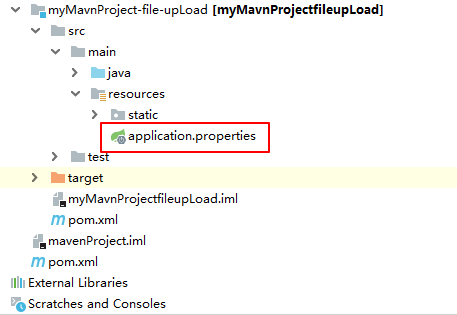 myMavnProject-file-upLoad [myMavnProjectfileupLoad]
src
main
java
resources
static
application.properties
test
target
myMavnProjectfileupLoad.iml
pom.xml
mavenProject.iml
pom.xml
External Libraries
Scratches and Consoles